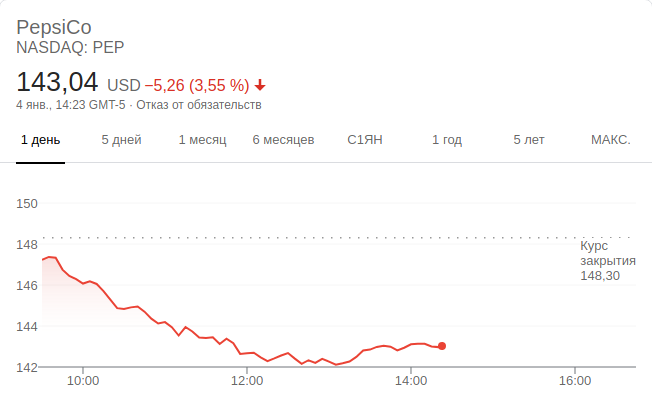 PepsiCo
NASDAQ: PEP
143,04 USD −5,26 (3,55 %)
4 янв., 14:23 GMT-5 · Отказ от обязательств
1 день 5 дней 1 месяц 6 месяцев С1ЯН 1 год 5 лет МАКС.
150
148
Курс
закрытия
148,30
146
144
142
10:00 12:00 14:00 16:00